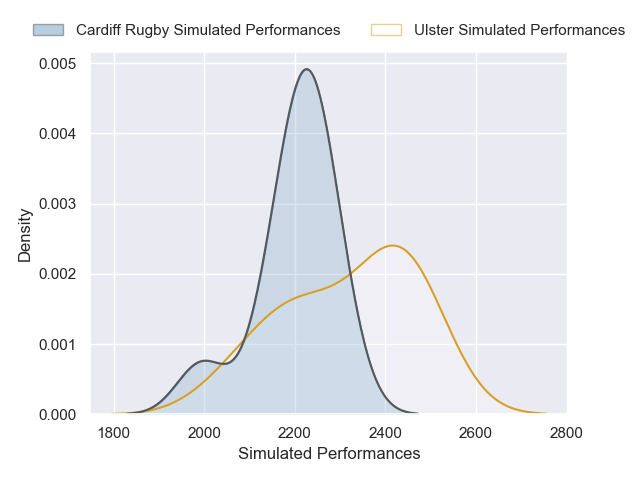 Cardiff Rugby Simulated Performances Ulster Simulated Performances
0.005
0.004
0.003
0.002
0.001
0.000
Density
1800 2000 2200 2400 2600 2800
Simulated Performances